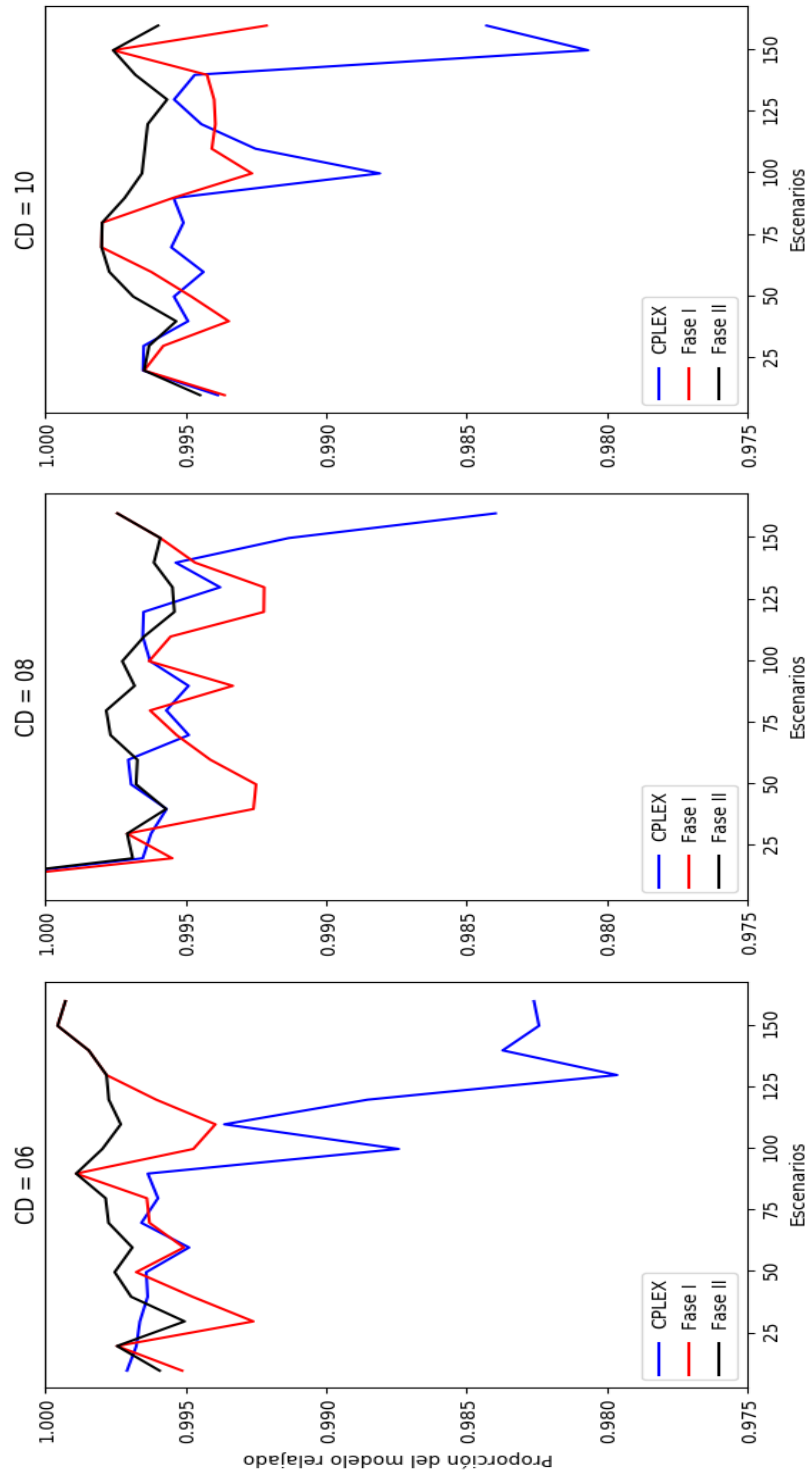 CD = 06
Proporción del modelo relajado
1.000
0.995
0.990
0.985
0.980
0.975
CPLEX
Fase I
Fase II
25
50
75
100
125
150
Escenarios
CD = 08
1.000
0.995
0.990
0.985
0.980
0.975
CPLEX
Fase I
Fase II
25
50
75
100
125
150
Escenarios
CD = 10
1.000
0.995
0.990
0.985
0.980
0.975
CPLEX
Fase I
Fase II
25
50
75
100
125
150
Escenarios